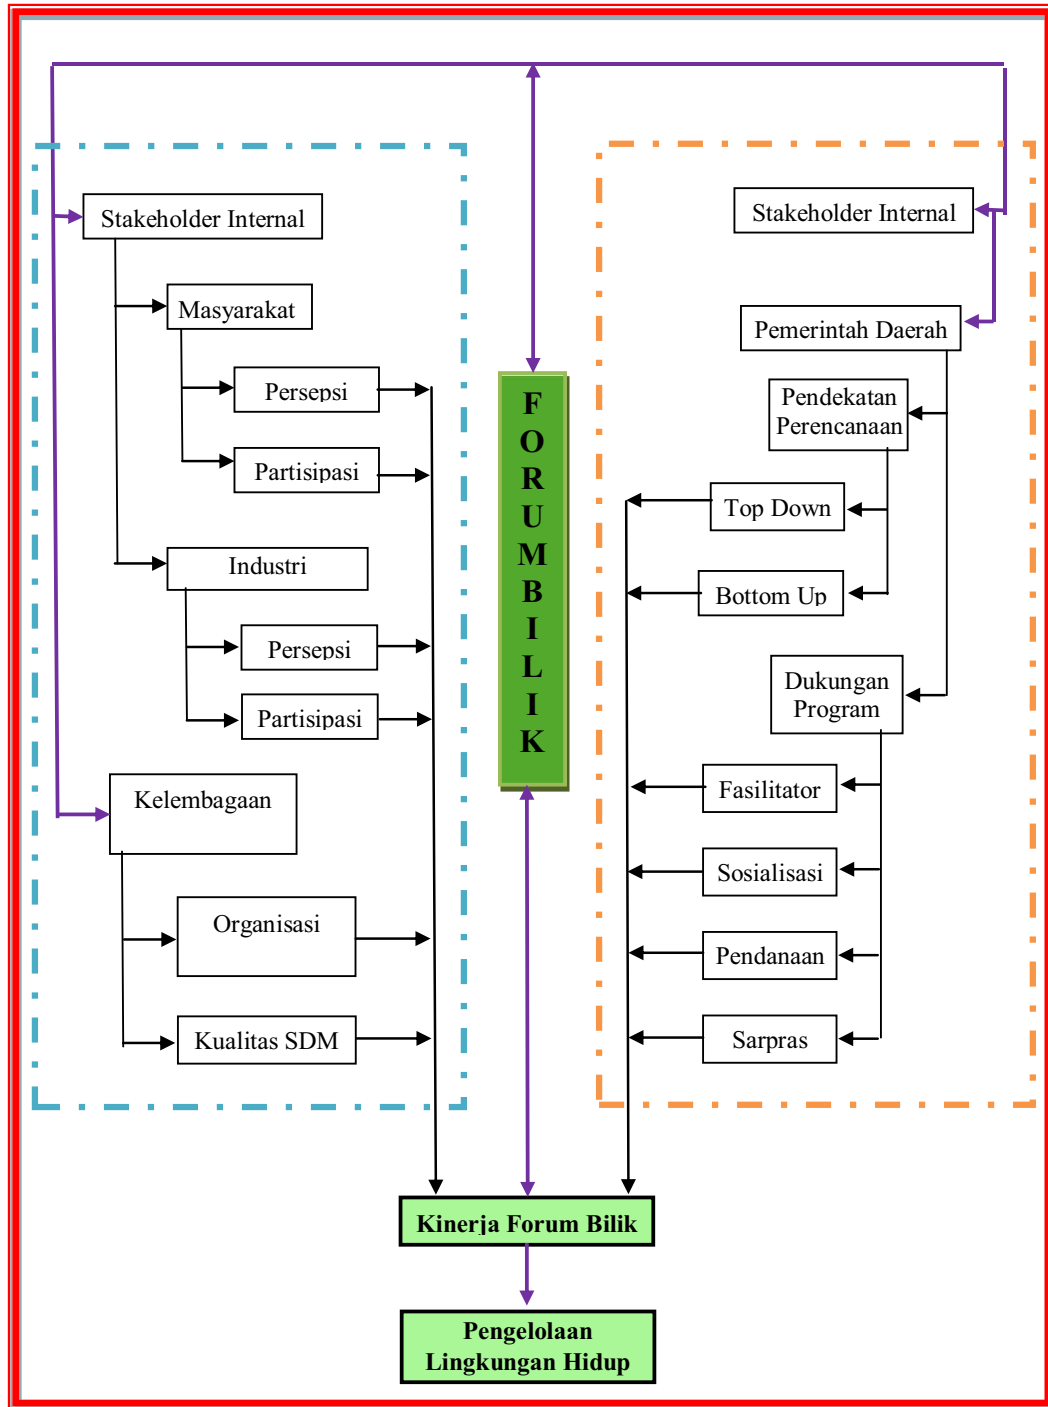 Stakeholder Internal
Masyarakat
Persepsi
Partisipasi
Industri
Persepsi
Partisipasi
Kelembagaan
Organisasi
Kualitas SDM
F
O
R
U
M
B
I
L
I
K
Stakeholder Internal
Pemerintah Daerah
Pendekatan
Perencanaan
Top Down
Bottom Up
Dukungan
Program
Fasilitator
Sosialisasi
Pendanaan
Sarpras
Kinerja Forum Bilik
Pengelolaan
Lingkungan Hidup